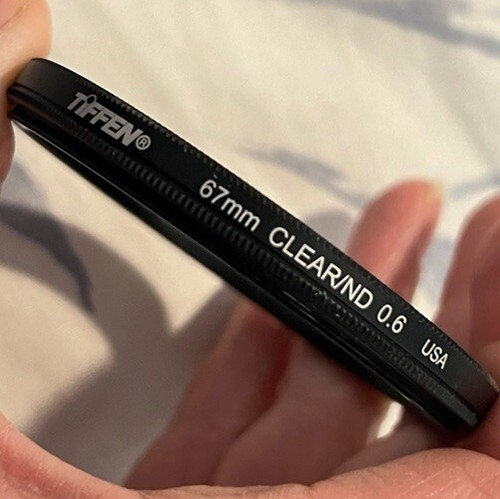 TIFFEN® 67mm CLEAR/ND 0.6 USA